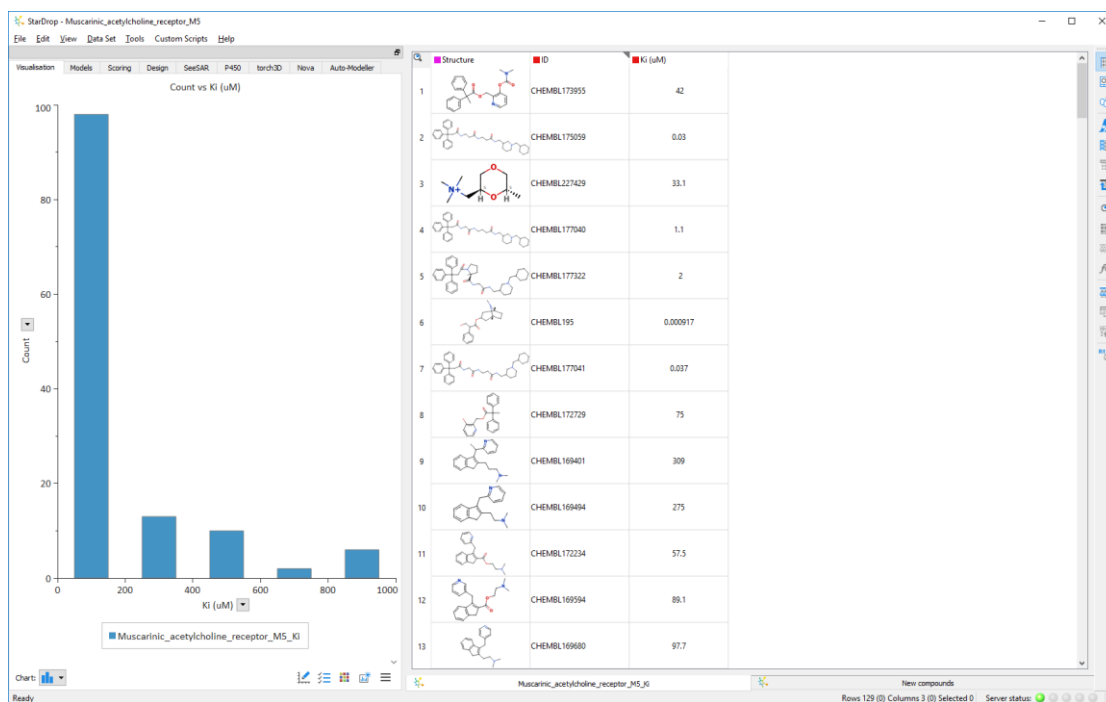 StarDrop - Muscarinic_acetylcholine_receptor_M5
File Edit View Data Set Tools Custom Scripts Help
Visualisation Models Scoring Design SeeSAR P450 torch3D Nova Auto-Modeller
Count vs Ki (uM)
100
80
60
40
20
0
Count
0 200 400 600 800 1000
Ki (uM)
Muscarinic_acetylcholine_receptor_M5_Ki
Chart:
Structure ID Ki (uM)
1 CHEMBL173955 42
2 CHEMBL175059 0.03
3 CHEMBL227429 33.1
4 CHEMBL177040 1.1
5 CHEMBL177322 2
6 CHEMBL195 0.000917
7 CHEMBL177041 0.037
8 CHEMBL172729 75
9 CHEMBL169401 309
10 CHEMBL169494 275
11 CHEMBL172234 57.5
12 CHEMBL169594 89.1
13 CHEMBL169680 97.7
Muscarinic_acetylcholine_receptor_M5_Ki New compounds
Ready Rows 129 (0) Columns 3 (0) Selected 0 Server status: